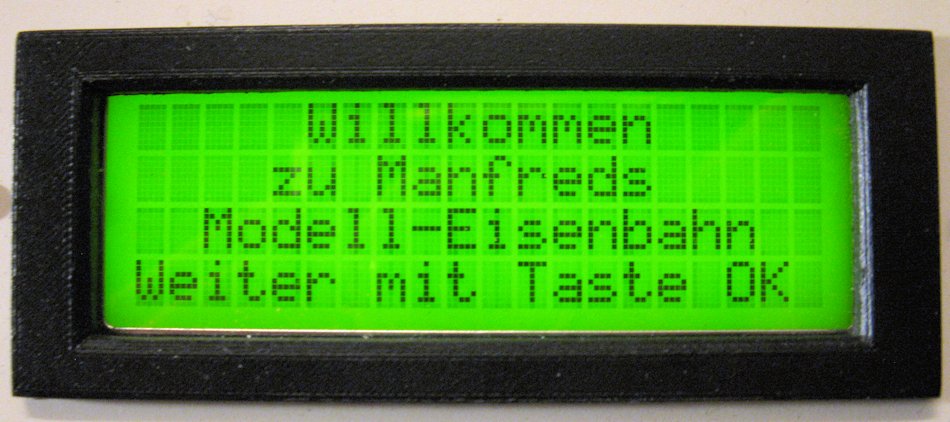 Willkommen
zu Manfreds
Modell-Eisenbahn
Weiter mit Taste OK